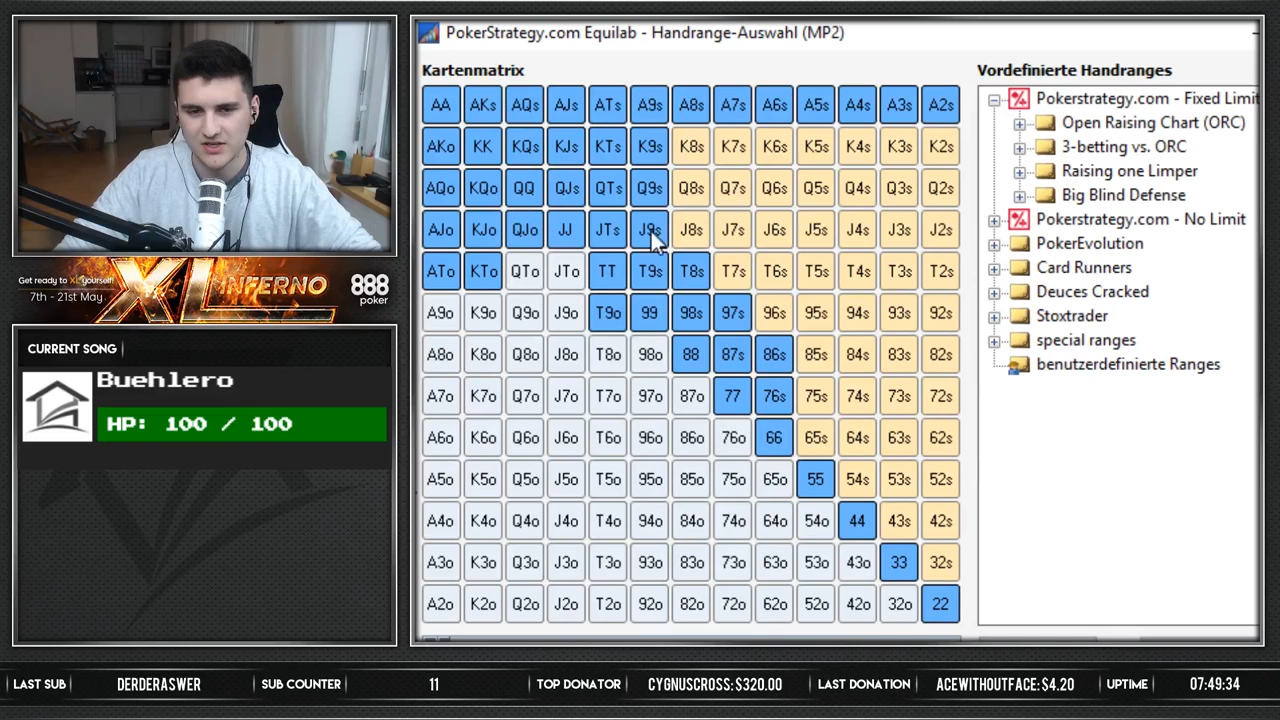 PokerStrategy.com Equilab - Handrange-Auswahl (MP2)
Kartenmatrix
AA AKs AQs AJs ATs A9s A8s A7s A6s A5s A4s A3s A2s
AKo KK KQs KJs KTs K9s K8s K7s K6s K5s K4s K3s K2s
AQo KQo QQ QJs QTs Q9s Q8s Q7s Q6s Q5s Q4s Q3s Q2s
AJo KJo QJo JJ JTs J9s J8s J7s J6s J5s J4s J3s J2s
ATo KTo QTo JTo TT T9s T8s T7s T6s T5s T4s T3s T2s
A9o K9o Q9o J9o T9o 99 98s 97s 96s 95s 94s 93s 92s
A8o K8o Q8o J8o T8o 98o 88 87s 86s 85s 84s 83s 82s
A7o K7o Q7o J7o T7o 97o 87o 77 76s 75s 74s 73s 72s
A6o K6o Q6o J6o T6o 96o 86o 76o 66 65s 64s 63s 62s
A5o K5o Q5o J5o T5o 95o 85o 75o 65o 55 54s 53s 52s
A4o K4o Q4o J4o T4o 94o 84o 74o 64o 54o 44 43s 42s
A3o K3o Q3o J3o T3o 93o 83o 73o 63o 53o 43o 33 32s
A2o K2o Q2o J2o T2o 92o 82o 72o 62o 52o 42o 32o 22
Vordefinierte Handranges
Pokerstrategy.com - Fixed Limit
Open Raising Chart (ORC)
3-betting vs. ORC
Raising one Limper
Big Blind Defense
Pokerstrategy.com - No Limit
PokerEvolution
Card Runners
Deuces Cracked
Stoxtrader
special ranges
benutzerdefinierte Ranges
Get ready to XL yourself!
7th - 21st May
XL INFERNO
888
poker
CURRENT SONG
Buehlero
HP: 100 / 100
LAST SUB DERDERASWER SUB COUNTER 11 TOP DONATOR CYGNUSCROSS: $320.00 LAST DONATION ACEWITHOUTFACE: $4.20 UPTIME 07:49:34